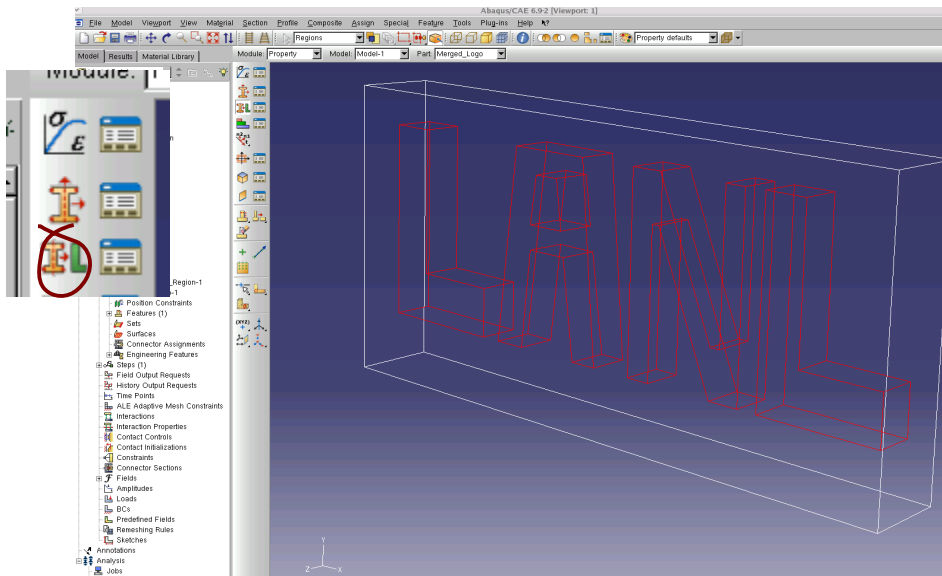 Abaqus/CAE 6.9-2 [Viewport: 1]
File Model Viewport View Material Section Profile Composite Assign Special Feature Tools Plug-ins Help
Regions
Property defaults
Model Results Material Library
Module: Property Model: Model-1 Part: Merged_Logo
σ
ε
_Region-1
-1
Position Constraints
Features (1)
Sets
Surfaces
Connector Assignments
Engineering Features
Steps (1)
Field Output Requests
History Output Requests
Time Points
ALE Adaptive Mesh Constraints
Interactions
Interaction Properties
Contact Controls
Contact Initializations
Constraints
Connector Sections
Fields
Amplitudes
Loads
BCs
Predefined Fields
Remeshing Rules
Sketches
Annotations
Analysis
Jobs
(XYZ)
LANL
Y
Z X